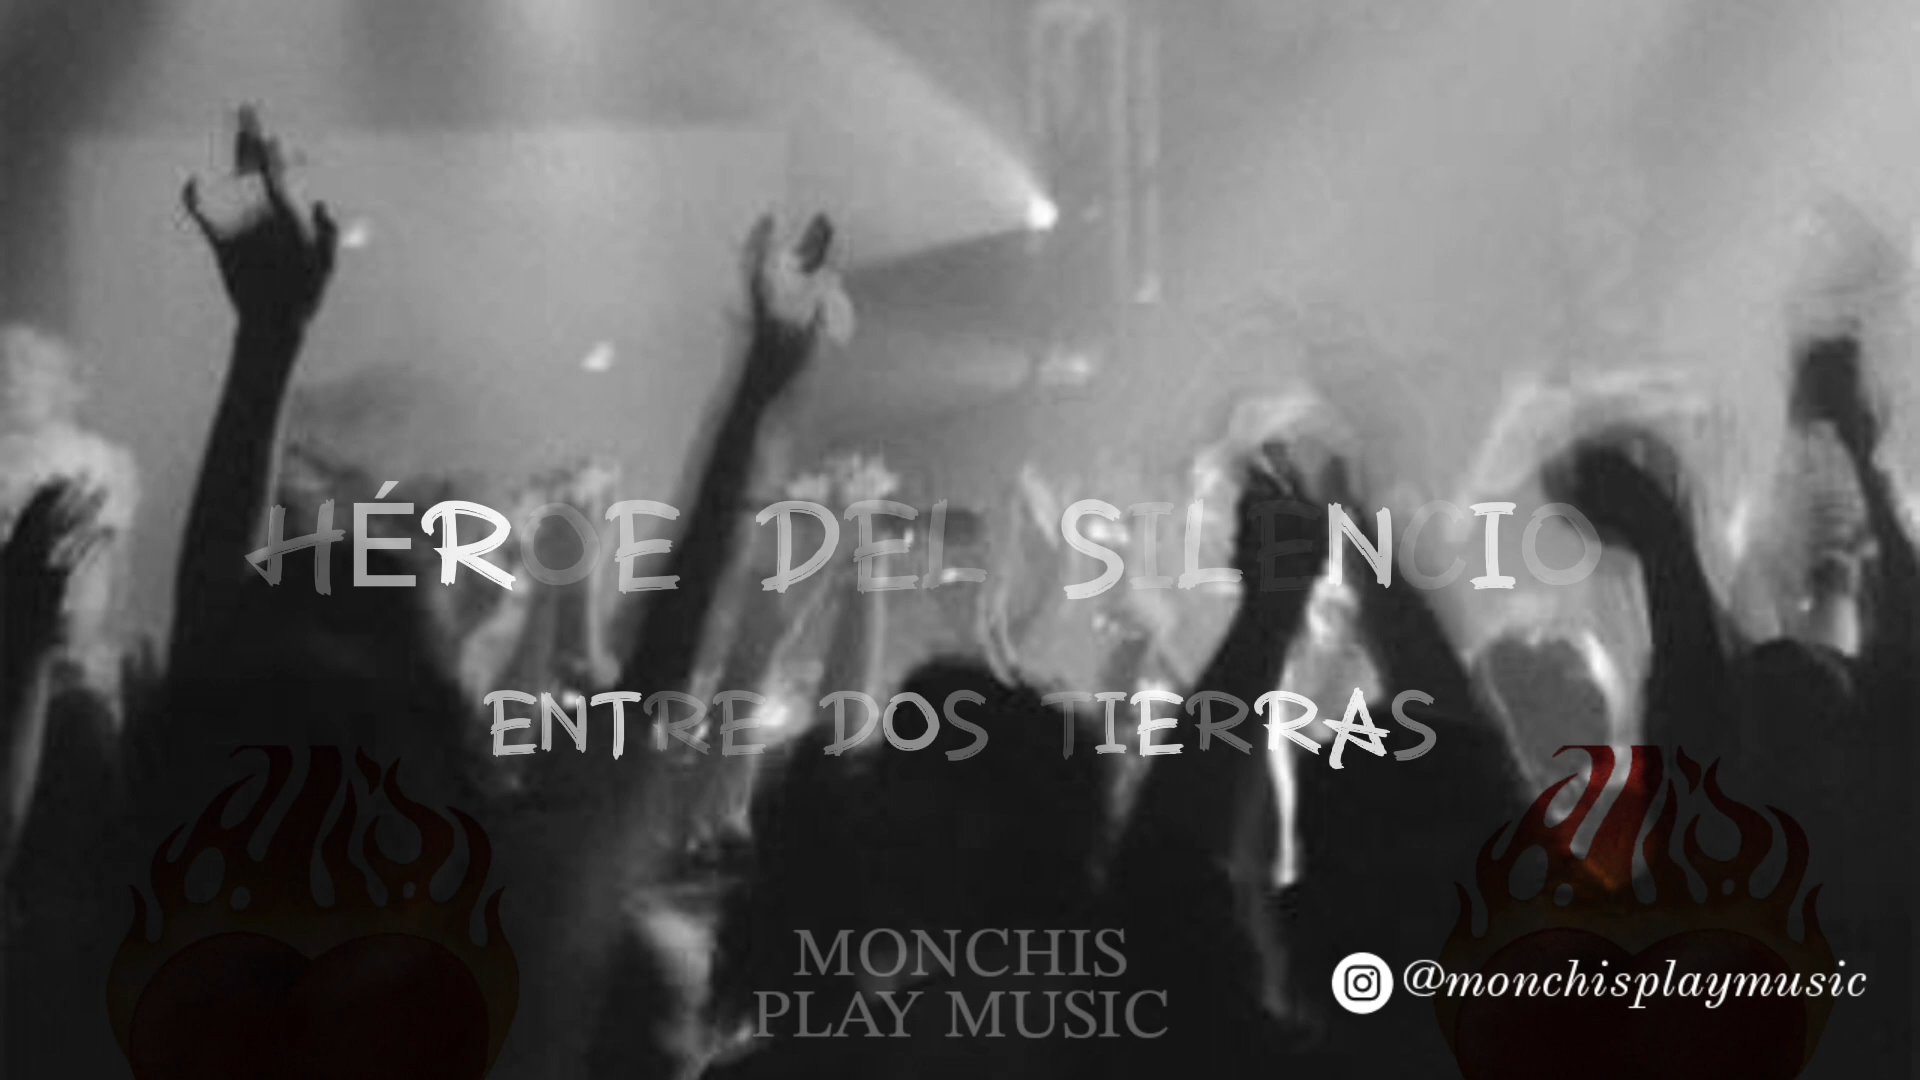 HÉROE DEL SILENCIO
ENTRE DOS TIERRAS
MONCHIS
PLAY MUSIC
@monchisplaymusic